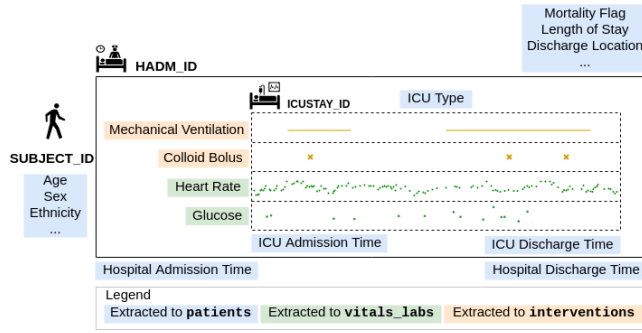 Mortality Flag
Length of Stay
Discharge Location
...
HADM_ID
ICUSTAY_ID
ICU Type
Mechanical Ventilation
SUBJECT_ID
Colloid Bolus
Age
Sex
Ethnicity
...
Heart Rate
Glucose
ICU Admission Time
ICU Discharge Time
Hospital Admission Time
Hospital Discharge Time
Legend
Extracted to patients
Extracted to vitals_labs
Extracted to interventions